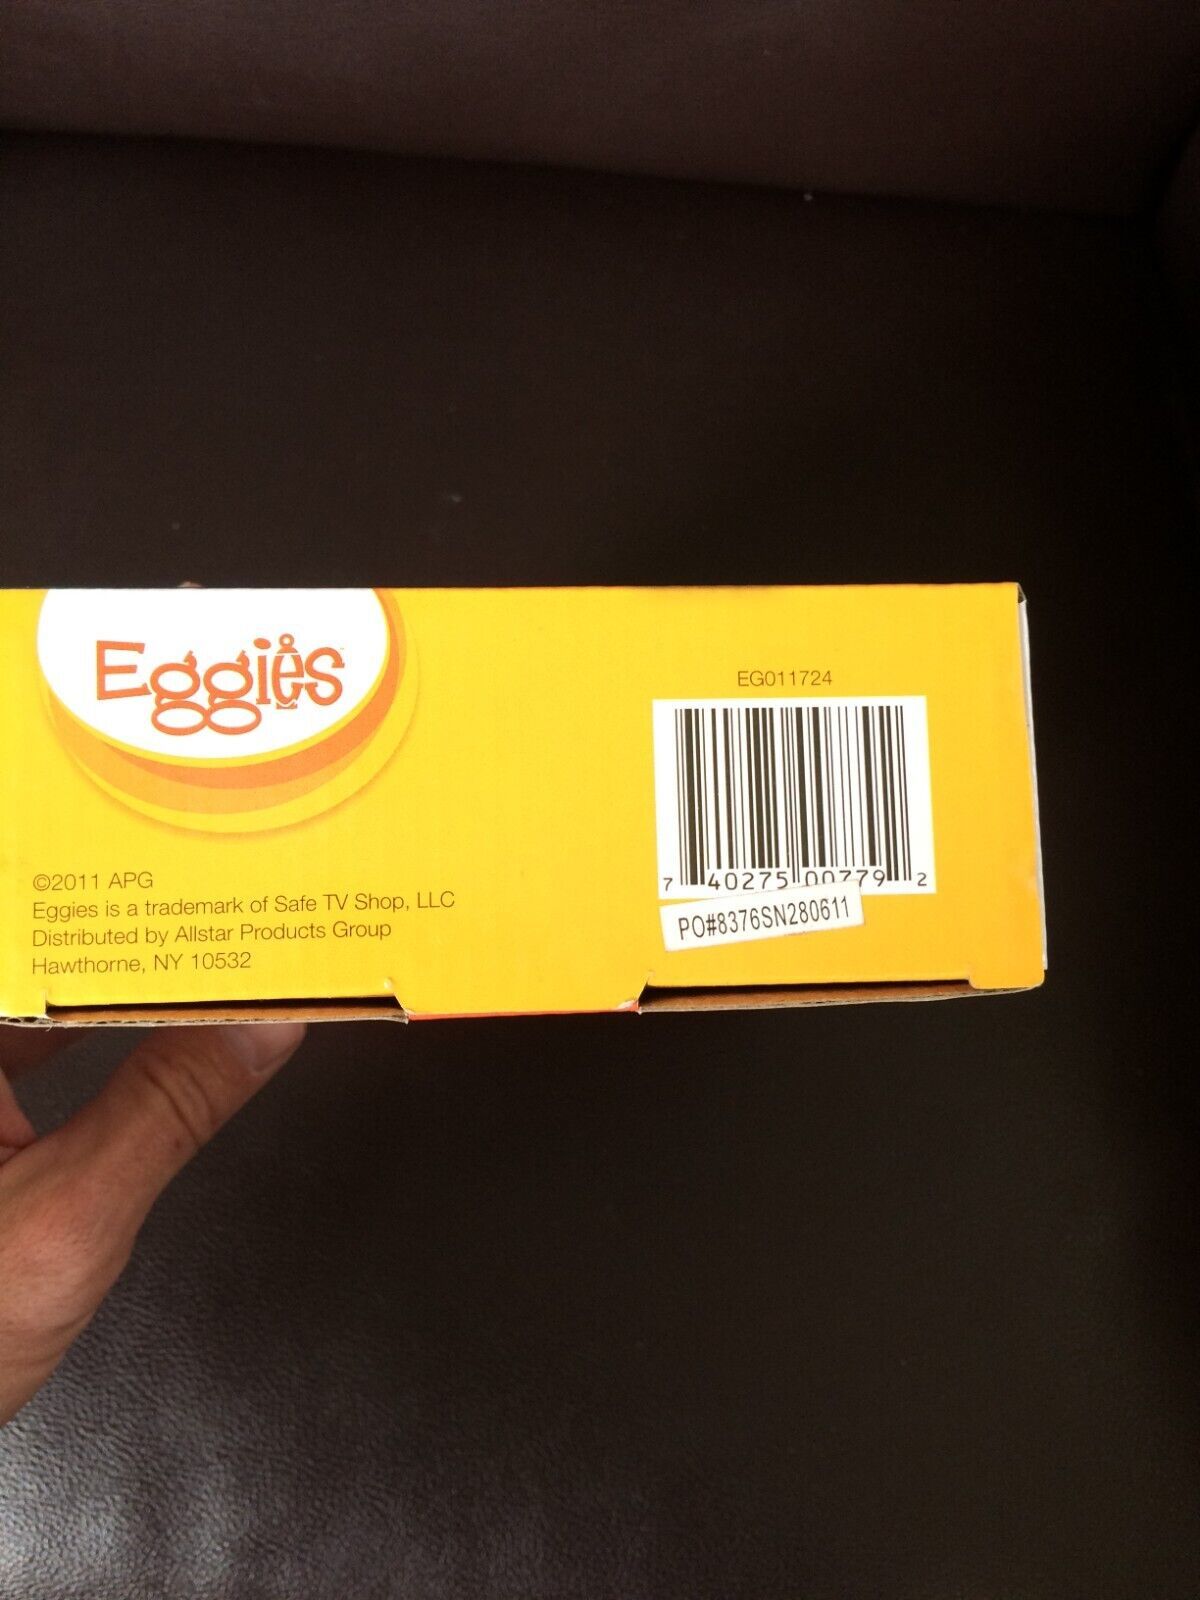 Eggies™
EG011724
7 40275 00779 2
PO#8376SN280611
©2011 APG
Eggies is a trademark of Safe TV Shop, LLC
Distributed by Allstar Products Group
Hawthorne, NY 10532